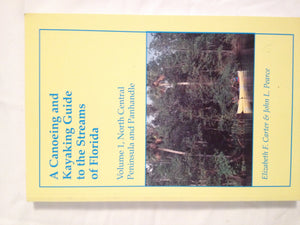 A Canoeing and
Kayaking Guide
to the Streams
of Florida
Volume 1, North Central
Peninsula and Panhandle
Elizabeth F. Carter & John L. Pearce